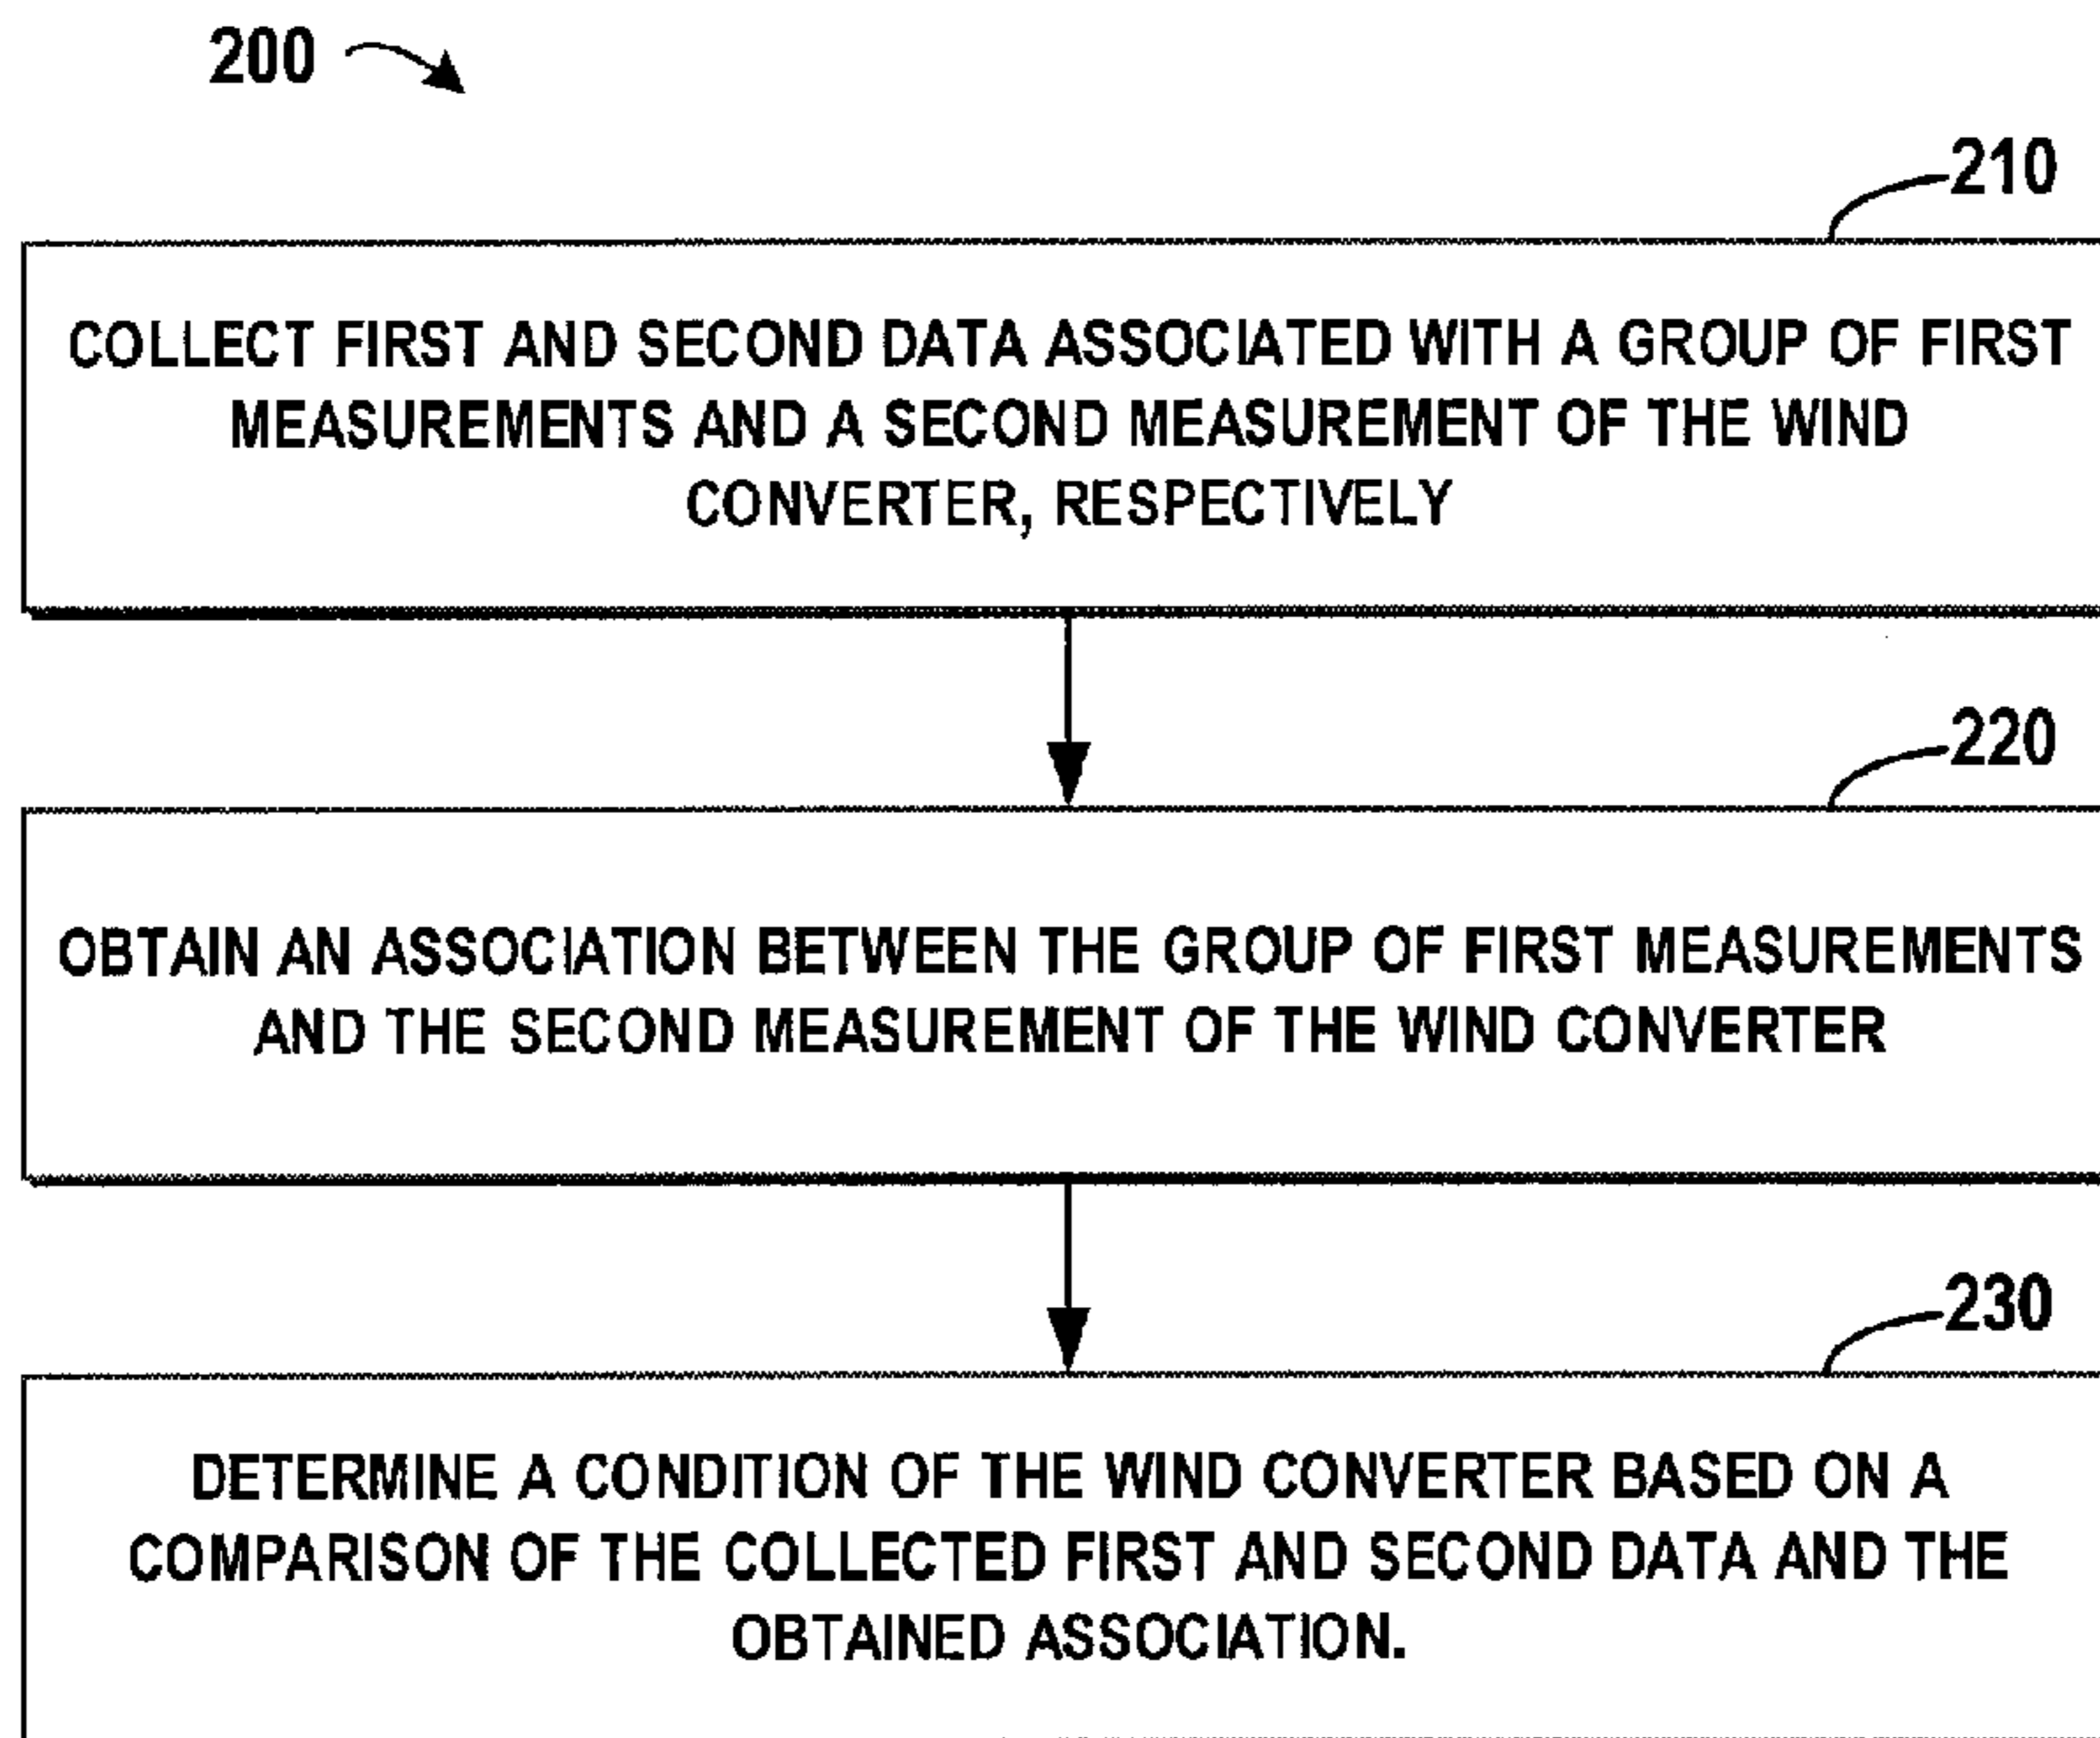 200
210
COLLECT FIRST AND SECOND DATA ASSOCIATED WITH A GROUP OF FIRST
MEASUREMENTS AND A SECOND MEASUREMENT OF THE WIND
CONVERTER, RESPECTIVELY
220
OBTAIN AN ASSOCIATION BETWEEN THE GROUP OF FIRST MEASUREMENTS
AND THE SECOND MEASUREMENT OF THE WIND CONVERTER
230
DETERMINE A CONDITION OF THE WIND CONVERTER BASED ON A
COMPARISON OF THE COLLECTED FIRST AND SECOND DATA AND THE
OBTAINED ASSOCIATION.